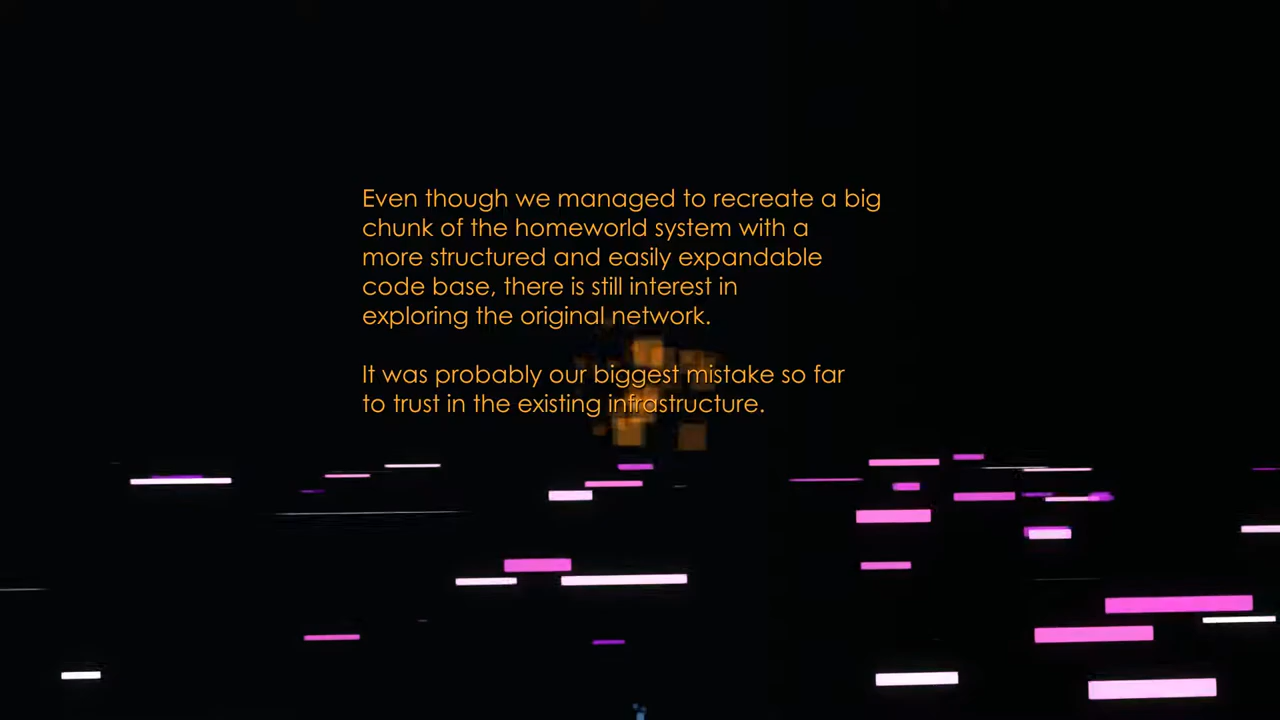 Even though we managed to recreate a big
chunk of the homeworld system with a
more structured and easily expandable
code base, there is still interest in
exploring the original network.
It was probably our biggest mistake so far
to trust in the existing infrastructure.